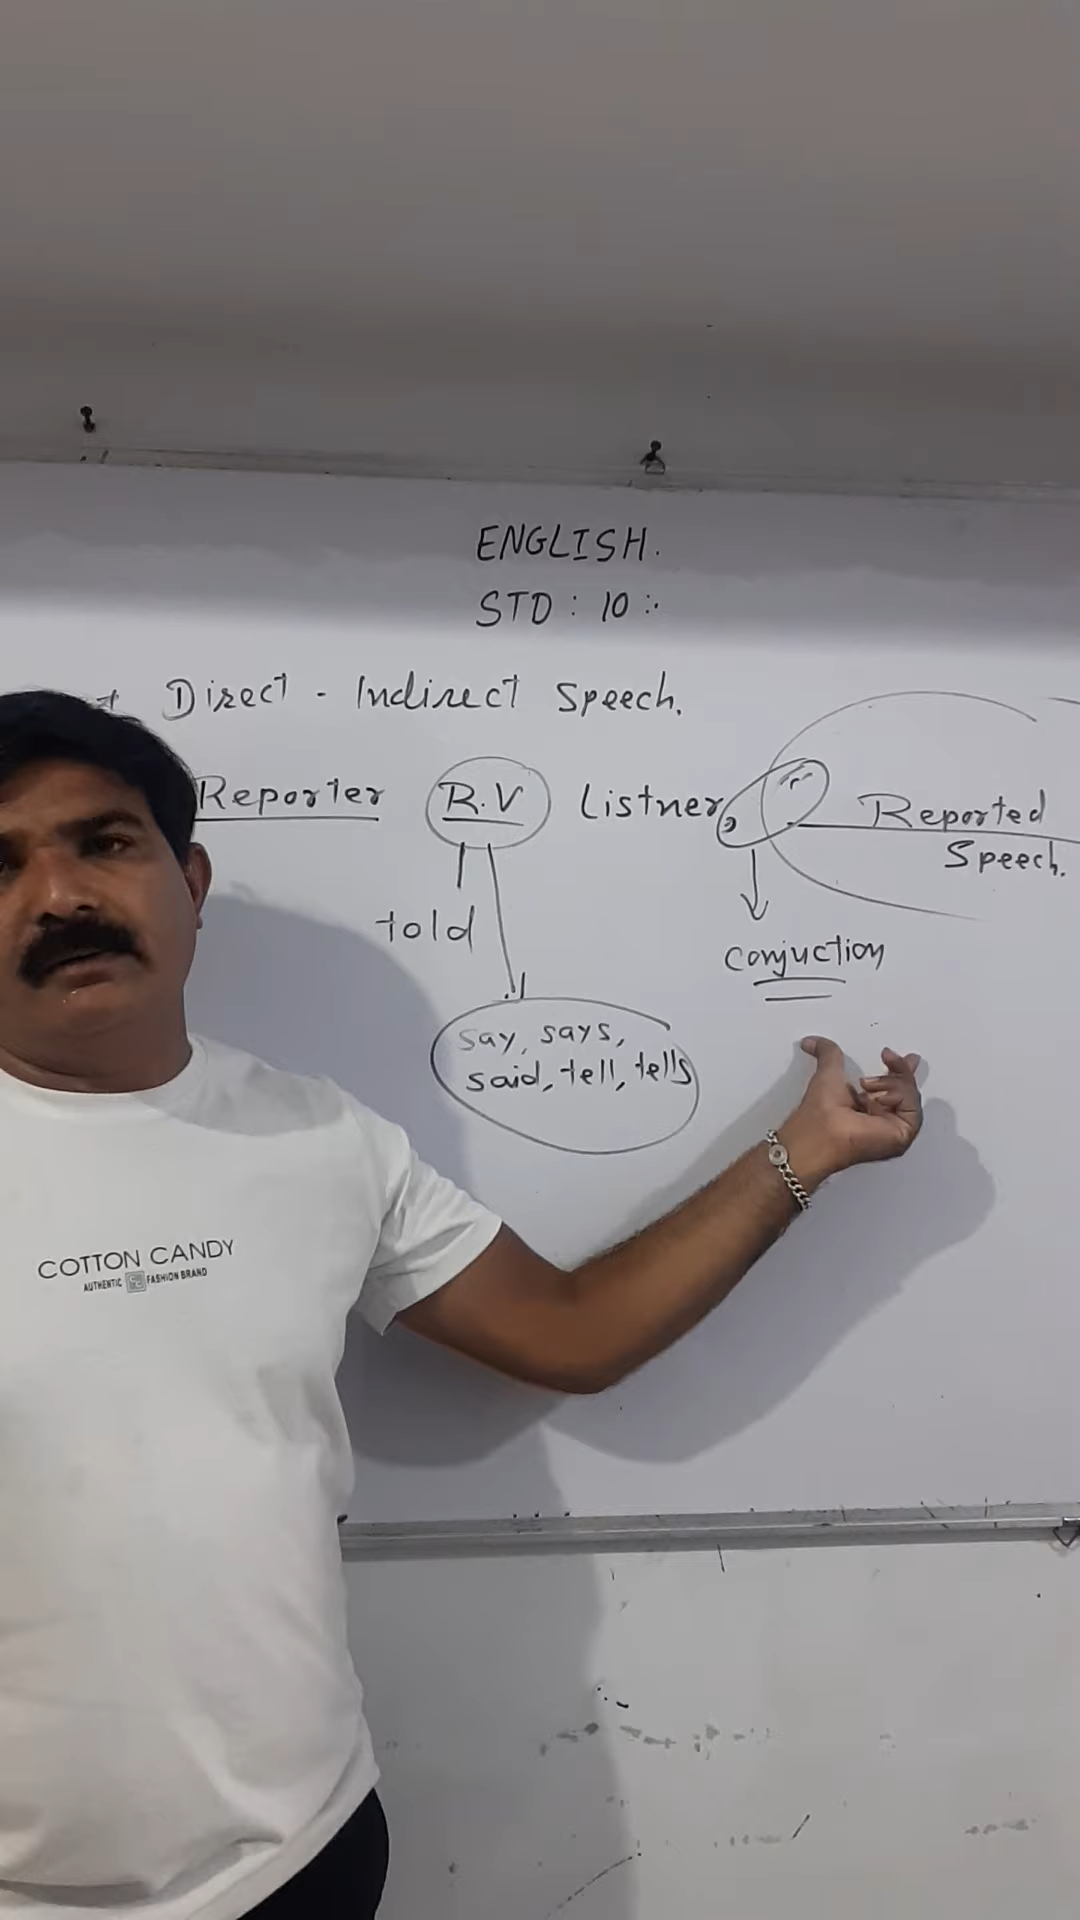 ENGLISH.
STD : 10 :.
Direct - Indirect Speech.
Reporter R.V Listner, " Reported
Speech.
told
conjuction
say, says,
said, tell, tells
COTTON CANDY
AUTHENTIC FASHION BRAND